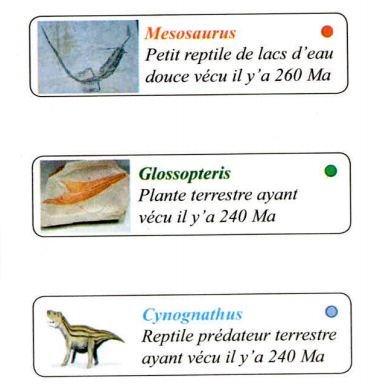 Mesosaurus
Petit reptile de lacs d'eau
douce vécu il y'a 260 Ma
Glossopteris
Plante terrestre ayant
vécu il y'a 240 Ma
Cynognathus
Reptile prédateur terrestre
ayant vécu il y'a 240 Ma